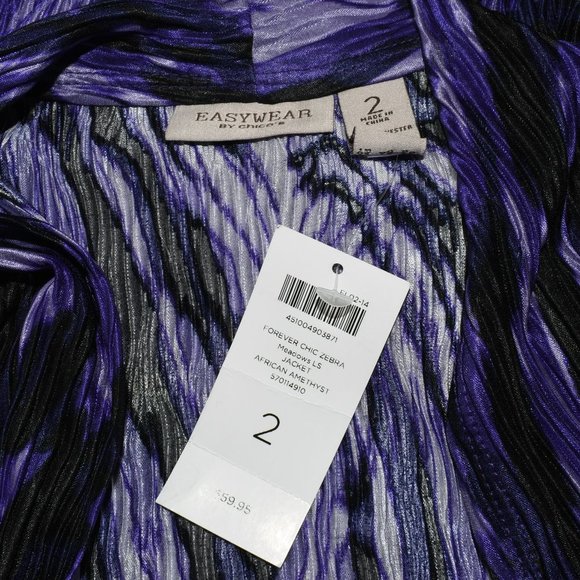 EASYWEAR
BY chico's
2
MADE IN
CHINA
451004903871
FOREVER CHIC ZEBRA
Meadows LS
JACKET
AFRICAN AMETHYST
570114910
2
$59.95